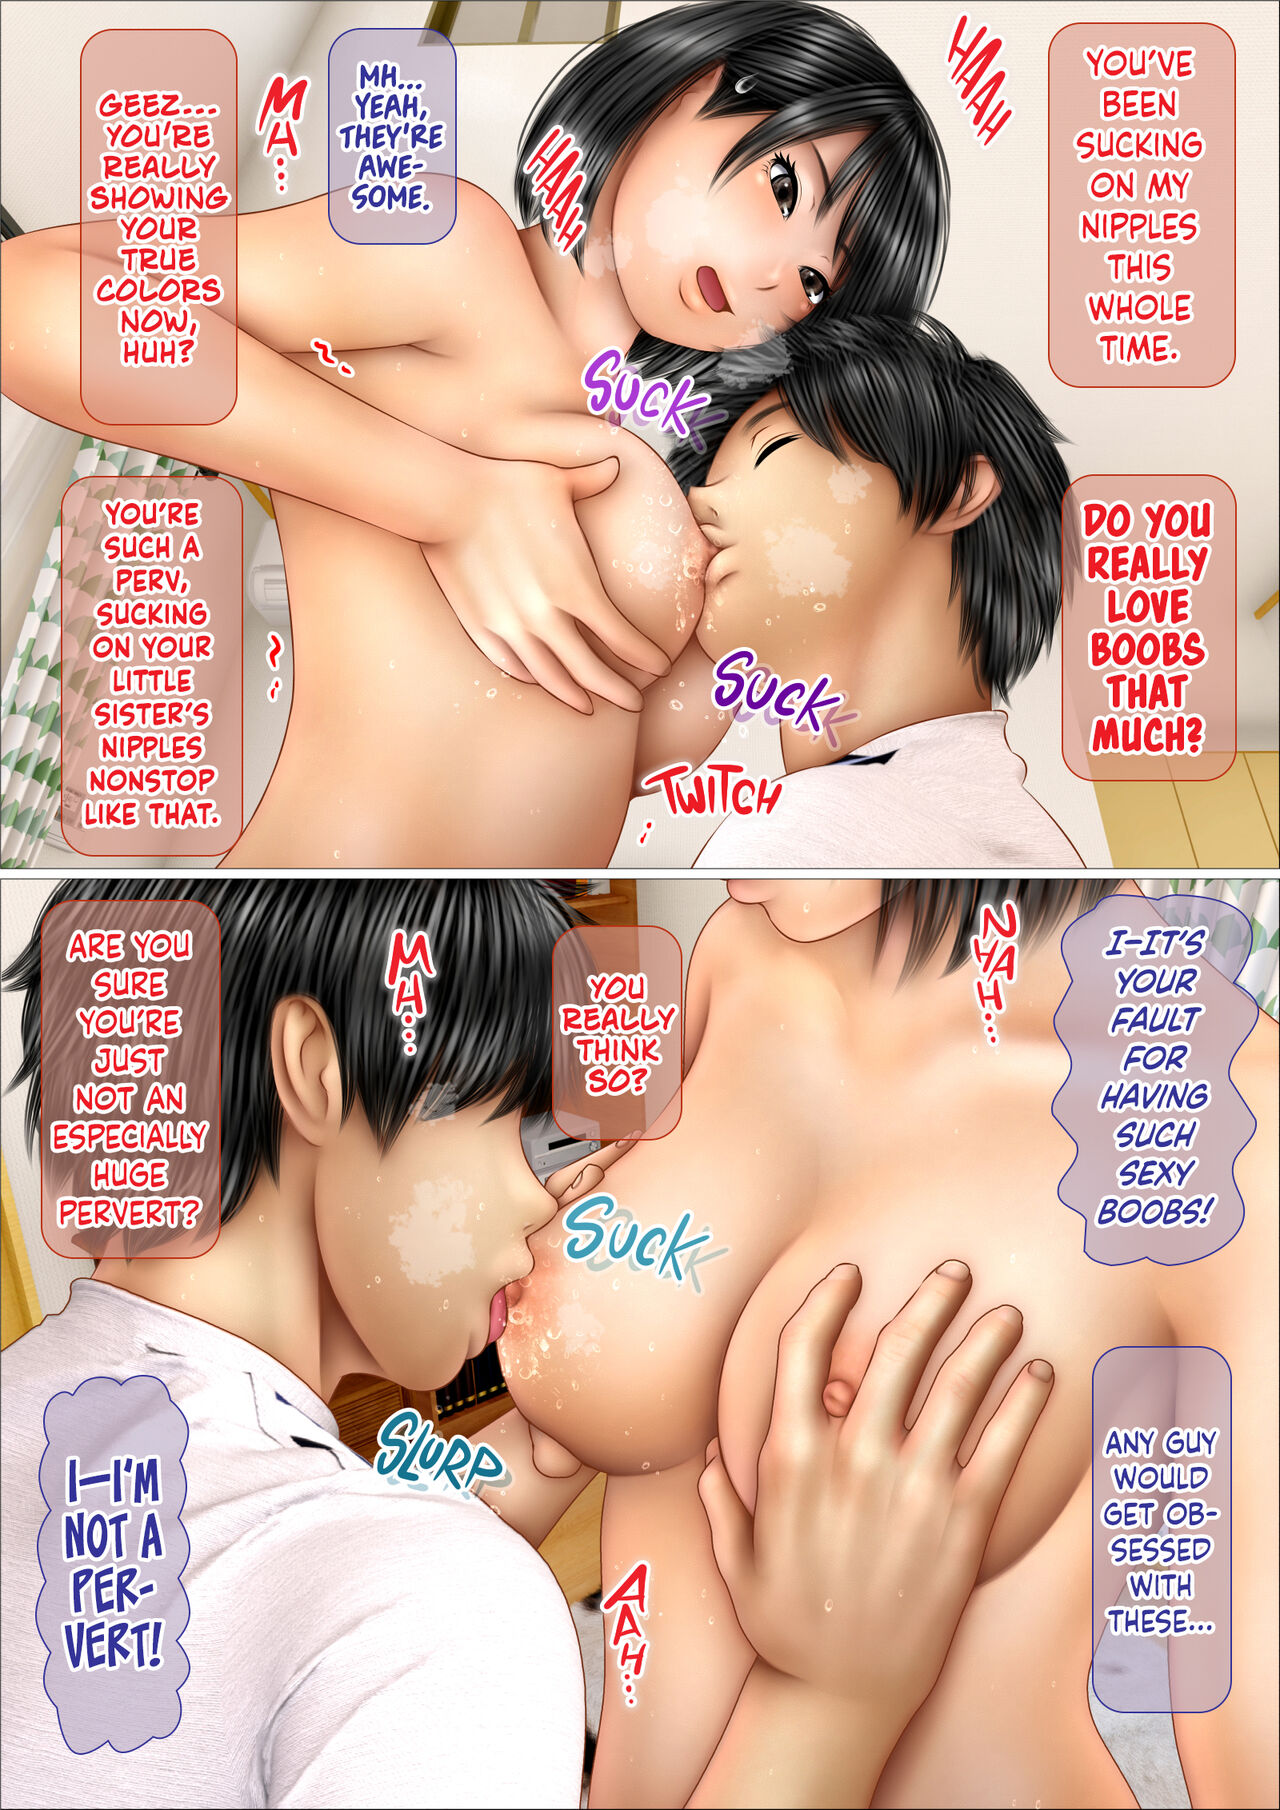 YOU'VE
BEEN
SUCKING
ON MY
NIPPLES
THIS
WHOLE
TIME.
HAAAH
DO YOU
REALLY
LOVE
BOOBS
THAT
MUCH?
HAAAH
MH...
YEAH,
THEY'RE
AWE-
SOME.
MH...
GEEZ...
YOU'RE
REALLY
SHOWING
YOUR
TRUE
COLORS
NOW,
HUH?
SUCK
SUCK
TWITCH
YOU'RE
SUCH A
PERV,
SUCKING
ON YOUR
LITTLE
SISTER'S
NIPPLES
NONSTOP
LIKE THAT.
I-IT'S
YOUR
FAULT
FOR
HAVING
SUCH
SEXY
BOOBS!
NAH...
ANY GUY
WOULD
GET OB-
SESSED
WITH
THESE...
YOU
REALLY
THINK
SO?
SUCK
MH...
AAH...
SLURP
ARE YOU
SURE
YOU'RE
JUST
NOT AN
ESPECIALLY
HUGE
PERVERT?
I-I'M
NOT A
PER-
VERT!